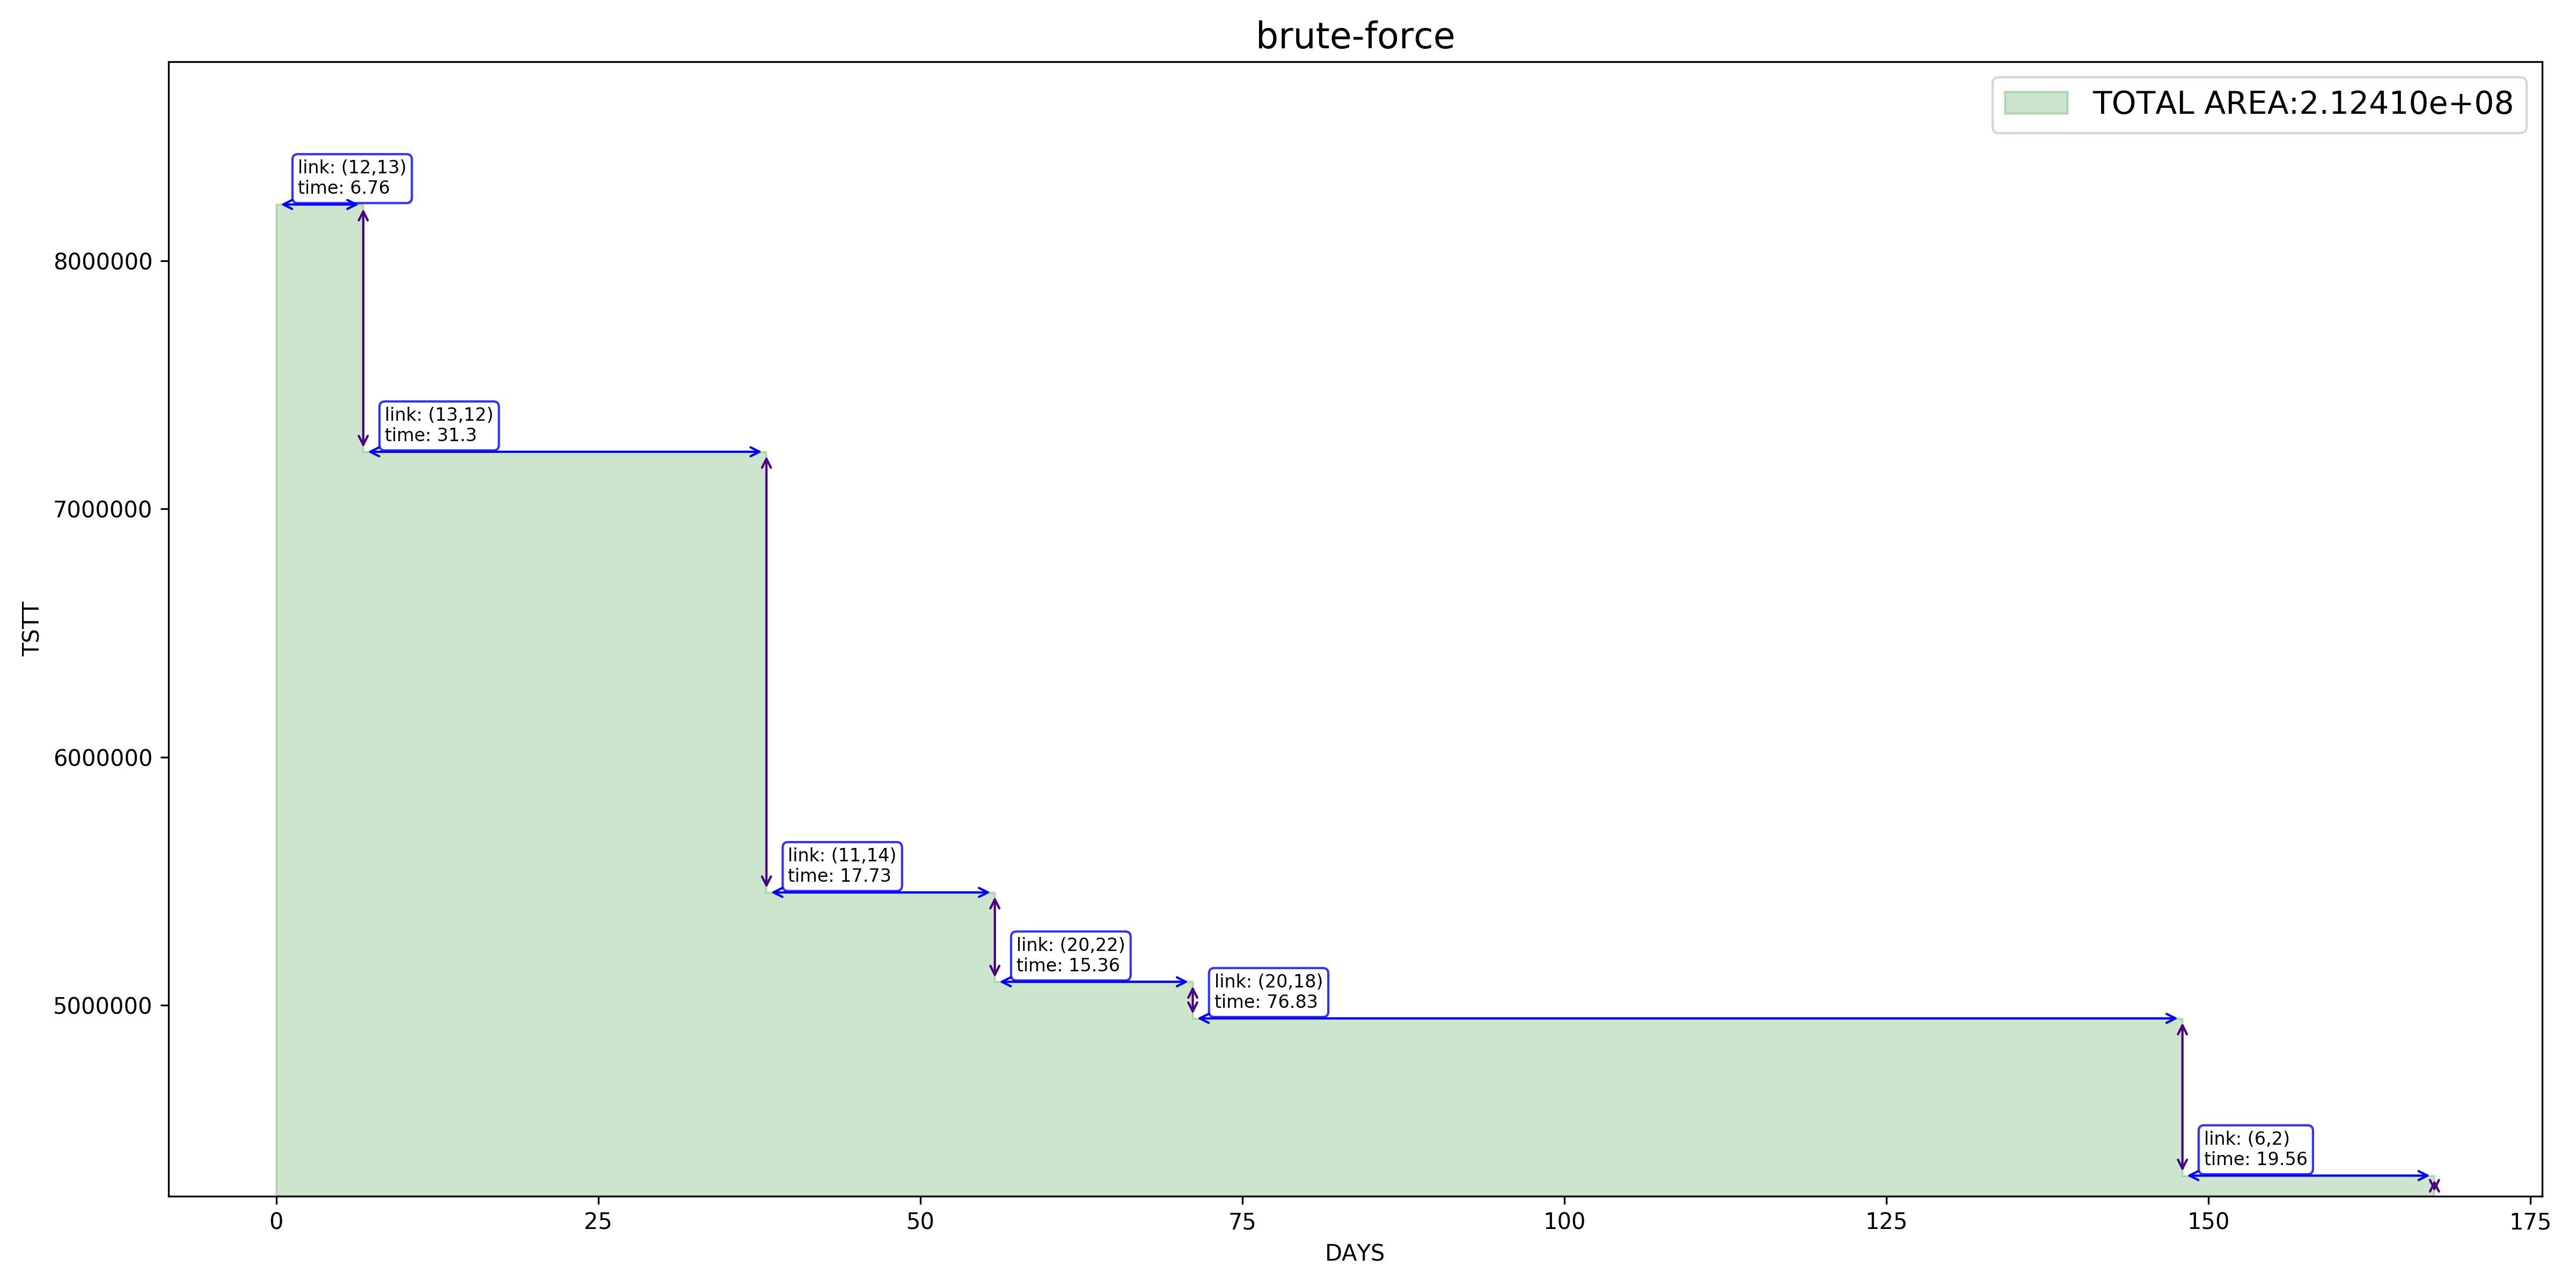 brute-force
TOTAL AREA:2.12410e+08
link: (12,13)
time: 6.76
8000000
link: (13,12)
time: 31.3
7000000
TSTT
6000000
link: (11,14)
time: 17.73
link: (20,22)
time: 15.36
link: (20,18)
time: 76.83
5000000
link: (6,2)
time: 19.56
0 25 50 75 100 125 150 175
DAYS